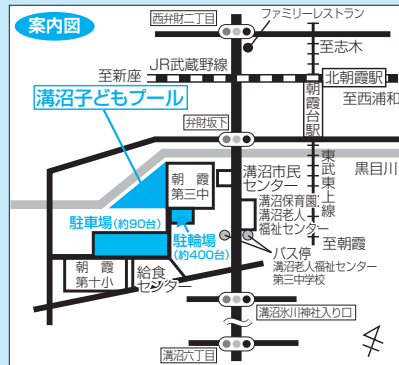 案内図
西弁財二丁目
ファミリーレストラン
至志木
JR武蔵野線
至新座
北朝霞駅
朝霞台駅
至西浦和
溝沼子どもプール
弁財坂下
東武東上線
黒目川
朝霞
第三中
溝沼市民
センター
溝沼保育園
溝沼老人
福祉センター
駐車場(約90台)
駐輪場
(約400台)
至朝霞
バス停
溝沼老人福祉センター
第三中学校
朝霞
第十小
給食
センター
溝沼氷川神社入り口
溝沼六丁目